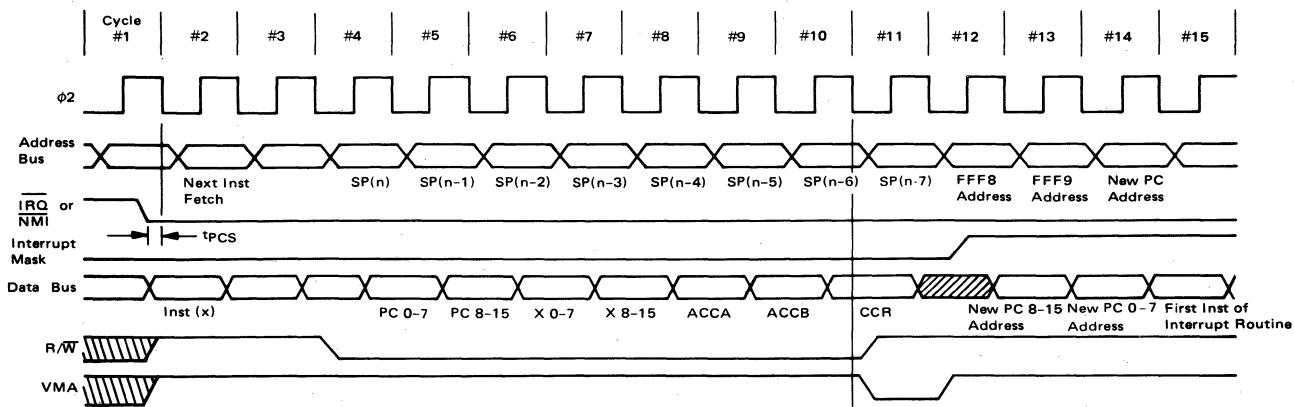 Cycle
#1 #2 #3 #4 #5 #6 #7 #8 #9 #10 #11 #12 #13 #14 #15
ϕ2
Address
Bus
Next Inst
Fetch
SP(n) SP(n-1) SP(n-2) SP(n-3) SP(n-4) SP(n-5) SP(n-6) SP(n-7) FFF8
Address
FFF9
Address
New PC
Address
IRQ or
NMI
tPCS
Interrupt
Mask
Data Bus
Inst (x) PC 0-7 PC 8-15 X 0-7 X 8-15 ACCA ACCB CCR New PC 8-15
Address
New PC 0-7
Address
First Inst of
Interrupt Routine
R/W
VMA